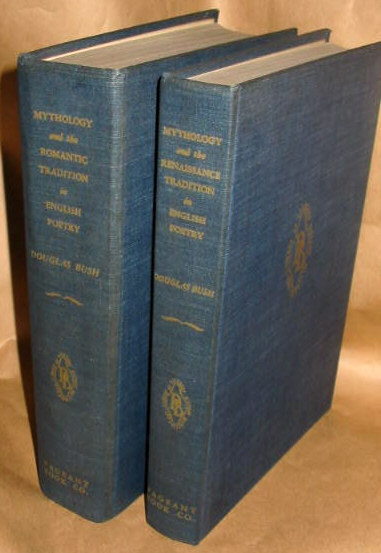 MYTHOLOGY
and the
ROMANTIC
TRADITION
in
ENGLISH
POETRY
DOUGLAS BUSH
PAGEANT
BOOK CO.
MYTHOLOGY
and the
RENAISSANCE
TRADITION
in
ENGLISH
POETRY
DOUGLAS BUSH
PAGEANT
BOOK CO.